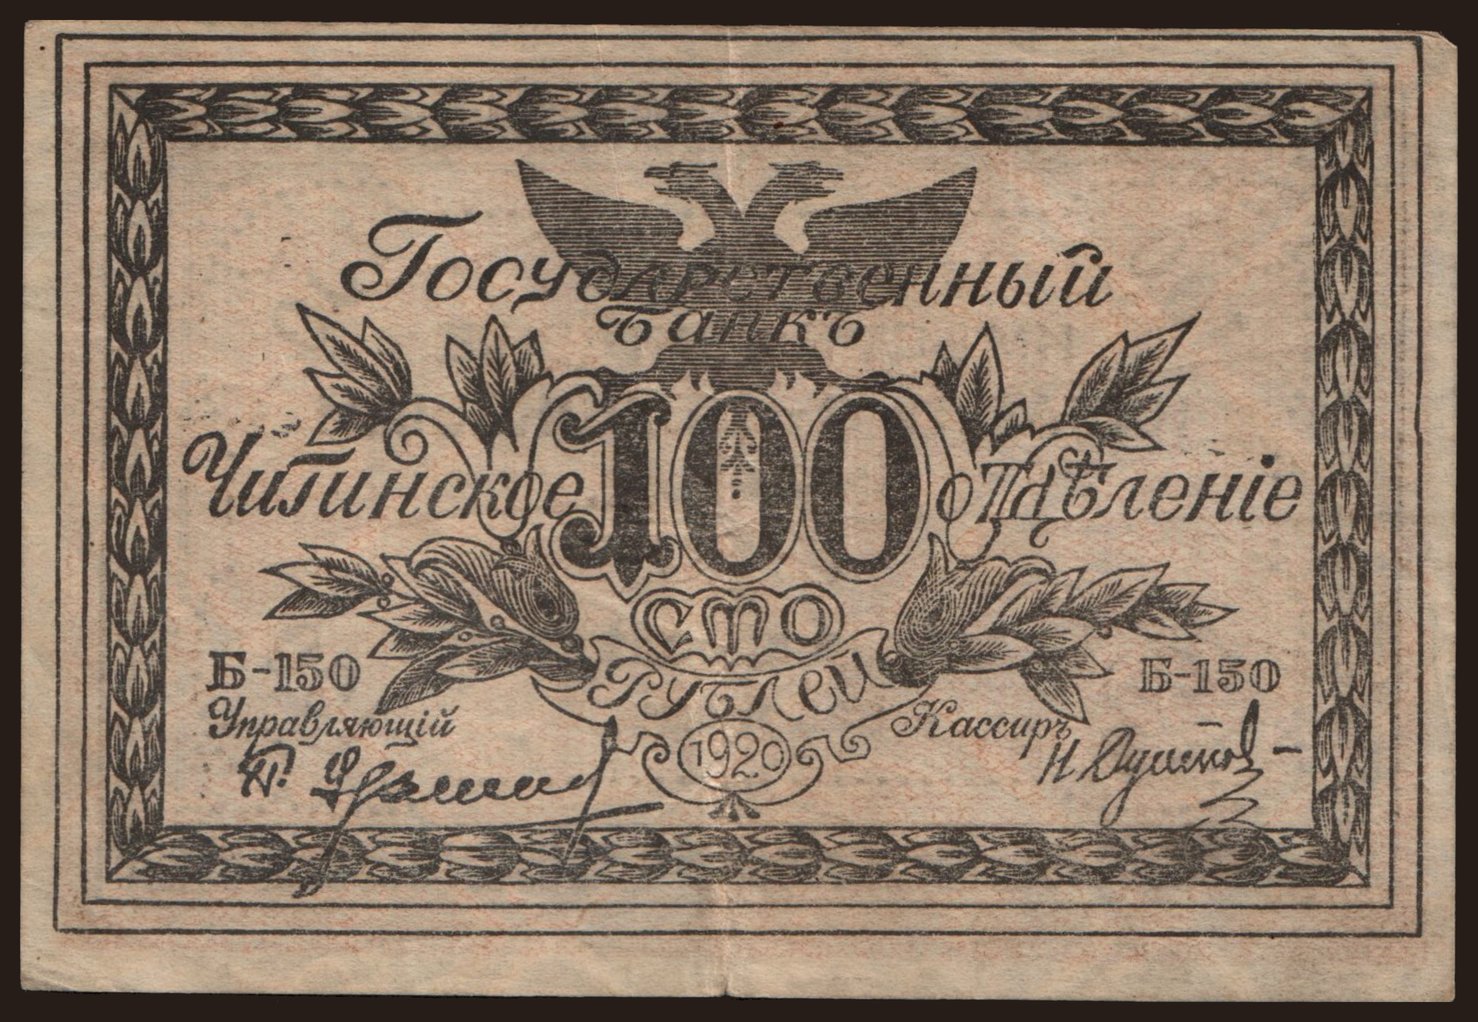 Государственный
Банкъ
Читинское 100 отдѣленіе
сто
рублей
Б-150 Б-150
Управляющій Кассиръ
1920